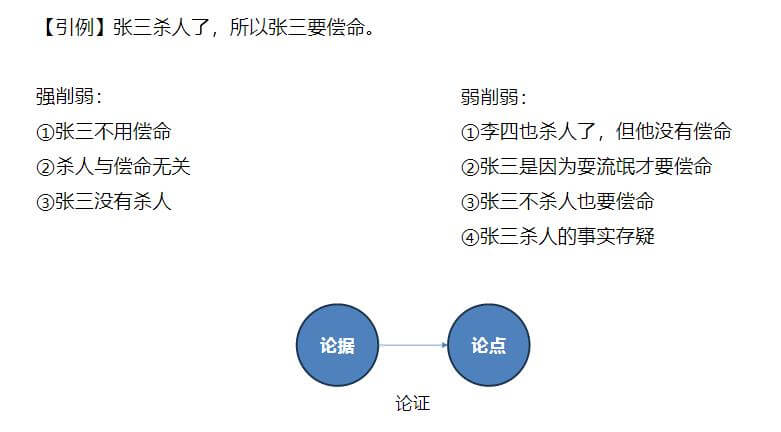 【引例】张三杀人了，所以张三要偿命。
强削弱：
①张三不用偿命
②杀人与偿命无关
③张三没有杀人
弱削弱：
①李四也杀人了，但他没有偿命
②张三是因为耍流氓才要偿命
③张三不杀人也要偿命
④张三杀人的事实存疑
论据
论点
论证